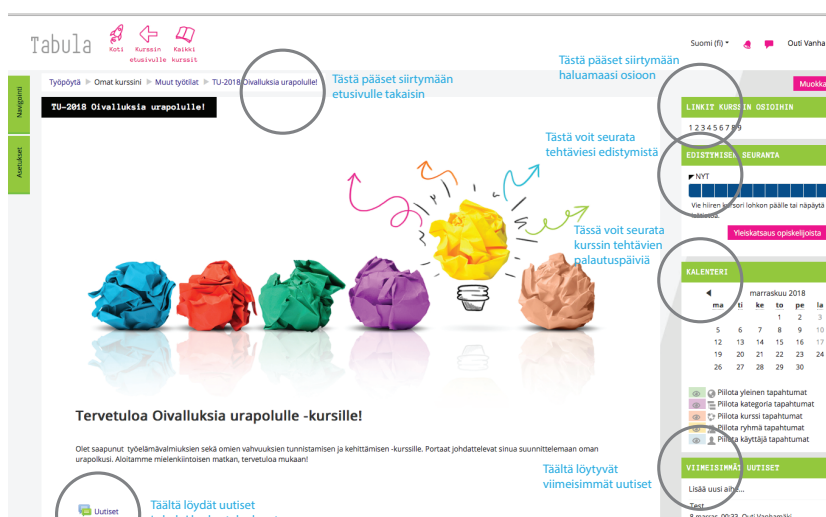 Tabula
Koti
Kurssin etusivulle
Kaikki kurssit
Suomi (fi)
Outi Vanha
Navigointi
Asetukset
Työpöytä ▶ Omat kurssini ▶ Muut työtilat ▶ TU-2018 Oivalluksia urapolulle!
Tästä pääset siirtymään
etusivulle takaisin
Tästä pääset siirtymään
haluamaasi osioon
Muokka
TU-2018 Oivalluksia urapolulle!
LINKIT KURSSIN OSIOIHIN
1 2 3 4 5 6 7 8 9
Tästä voit seurata
tehtäviesi edistymistä
EDISTYMISEN SEURANTA
NYT
Vie hiiren kursori lohkon päälle tai näpäytä
Yleiskatsaus opiskelijoista
Tässä voit seurata
kurssin tehtävien
palautuspäiviä
KALENTERI
◀ marraskuu 2018
ma ti ke to pe la
1 2 3
5 6 7 8 9 10
12 13 14 15 16 17
19 20 21 22 23 24
26 27 28 29 30
Piilota yleinen tapahtumat
Piilota kategoria tapahtumat
Piilota kurssi tapahtumat
Piilota ryhmä tapahtumat
Piilota käyttäjä tapahtumat
Tervetuloa Oivalluksia urapolulle -kursille!
Olet saapunut työelämävalmiuksien sekä omien vahvuuksien tunnistamisen ja kehittämisen -kurssille. Portaat johdattelevat sinua suunnittelemaan oman
urapolkusi. Aloitamme mielenkiintoisen matkan, tervetuloa mukaan!
Täältä löytyvät
viimeisimmät uutiset
VIIMEISIMMÄT UUTISET
Lisää uusi aihe...
Test
8 marras, 00:33 Outi Vanhamäki
Uutiset
Täältä löydät uutiset